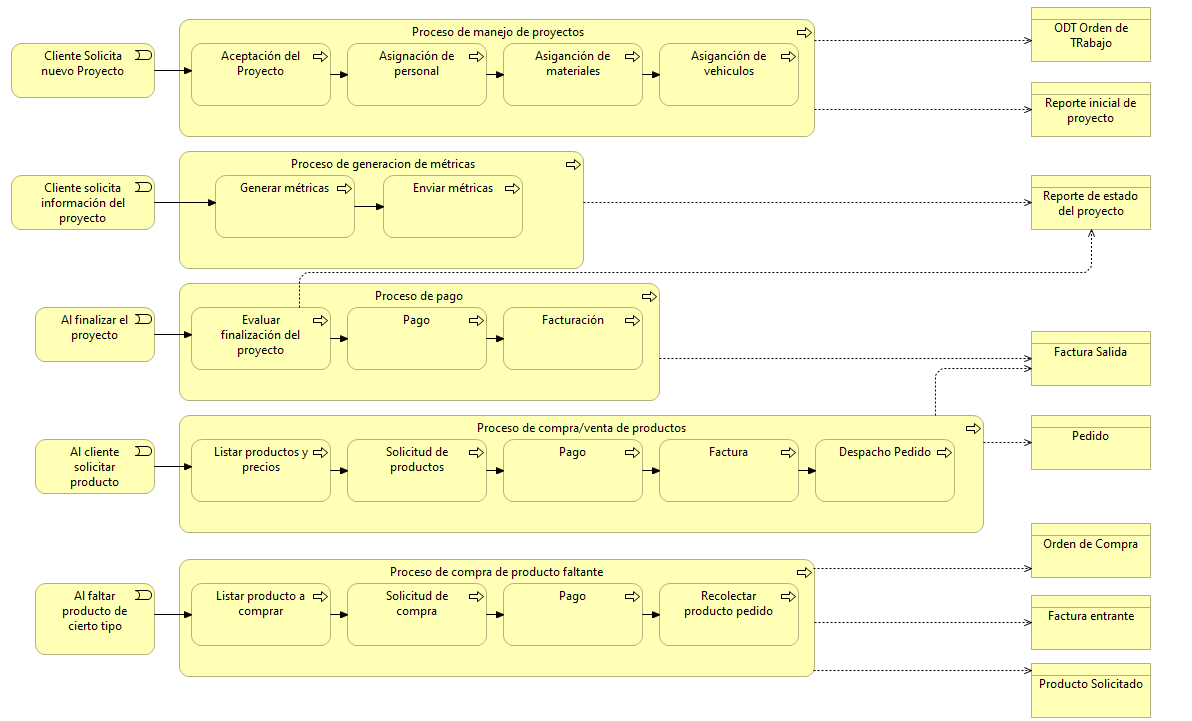 Cliente Solicita
nuevo Proyecto
Proceso de manejo de proyectos
Aceptación del
Proyecto
Asignación de
personal
Asiganción de
materiales
Asiganción de
vehiculos
ODT Orden de
TRabajo
Reporte inicial de
proyecto
Cliente solicita
información del
proyecto
Proceso de generacion de métricas
Generar métricas
Enviar métricas
Reporte de estado
del proyecto
Al finalizar el
proyecto
Proceso de pago
Evaluar
finalización del
proyecto
Pago
Facturación
Factura Salida
Al cliente
solicitar
producto
Proceso de compra/venta de productos
Listar productos y
precios
Solicitud de
productos
Pago
Factura
Despacho Pedido
Pedido
Al faltar
producto de
cierto tipo
Proceso de compra de producto faltante
Listar producto a
comprar
Solicitud de
compra
Pago
Recolectar
producto pedido
Orden de Compra
Factura entrante
Producto Solicitado